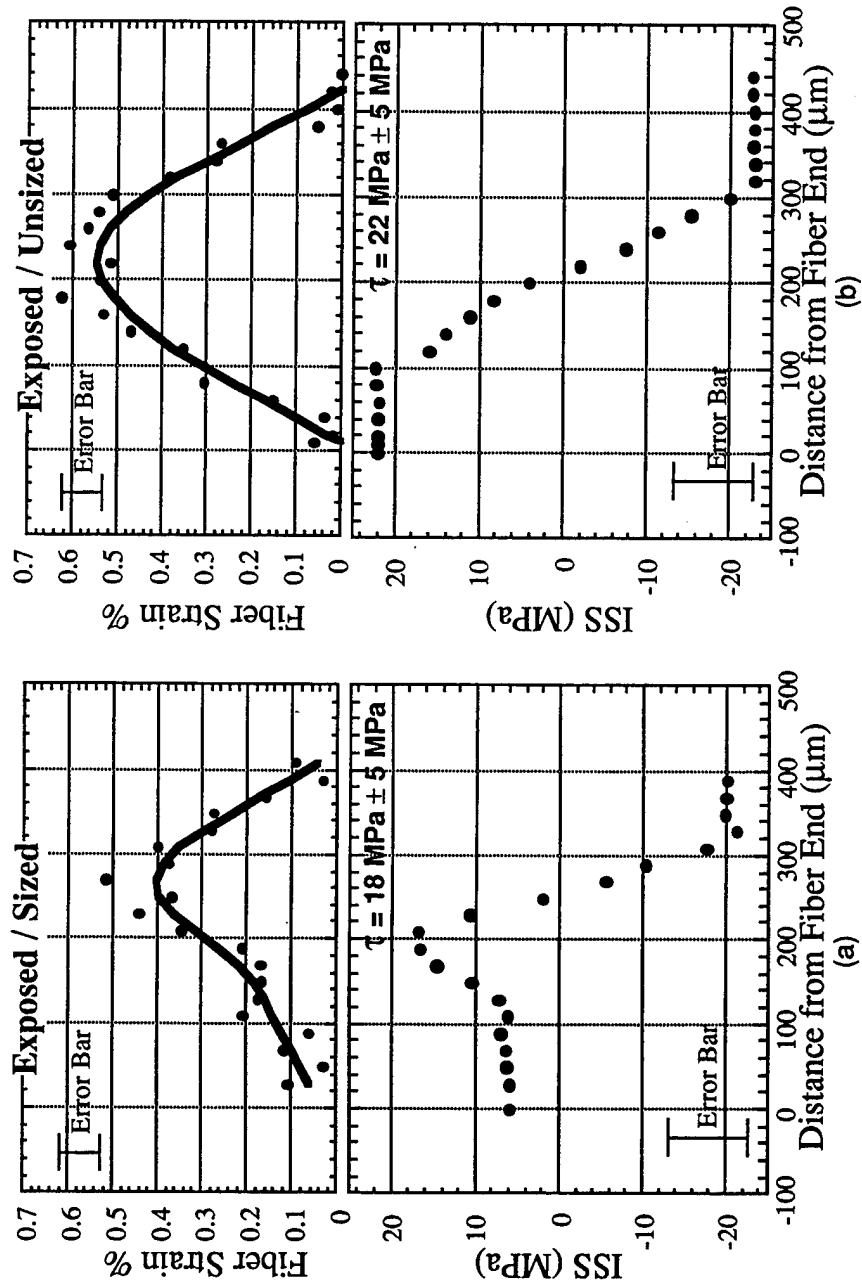 Exposed / Sized
Error Bar
Fiber Strain %
0.7
0.6
0.5
0.4
0.3
0.2
0.1
0
τ = 18 MPa ± 5 MPa
Error Bar
ISS (MPa)
20
10
0
-10
-20
-100 0 100 200 300 400 500
Distance from Fiber End (μm)
(a)
Exposed / Unsized
Error Bar
Fiber Strain %
0.7
0.6
0.5
0.4
0.3
0.2
0.1
0
τ = 22 MPa ± 5 MPa
Error Bar
ISS (MPa)
20
10
0
-10
-20
-100 0 100 200 300 400 500
Distance from Fiber End (μm)
(b)